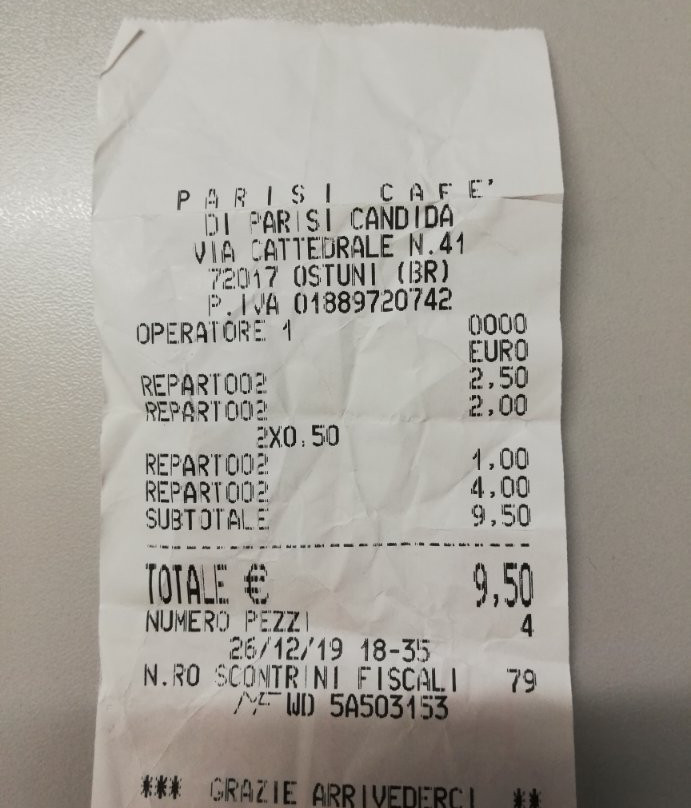 PARISI CAFE'
DI PARISI CANDIDA
VIA CATTEDRALE N.41
72017 OSTUNI (BR)
P.IVA 01889720742
OPERATORE 1 0000
EURO
REPARTO02 2,50
REPARTO02 2,00
2X0.50
REPARTO02 1,00
REPARTO02 4,00
SUBTOTALE 9,50
TOTALE € 9,50
NUMERO PEZZI 4
26/12/19 18-35
N.RO SCONTRINI FISCALI 79
WD 5A503153
*** GRAZIE ARRIVEDERCI **